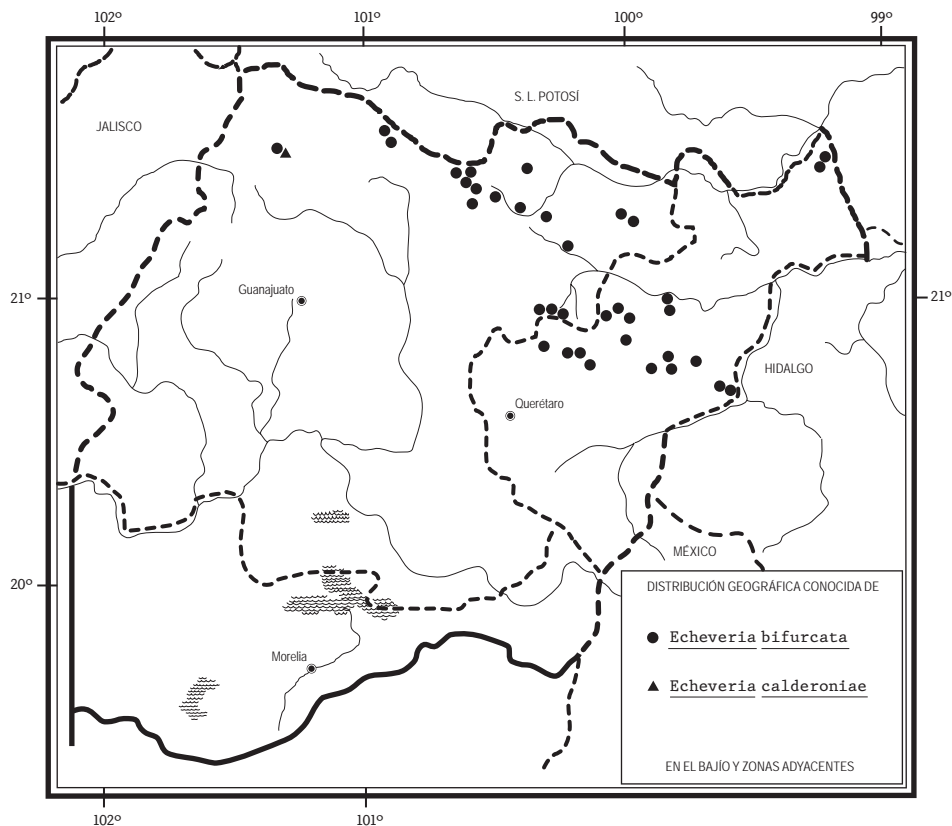 102º 101º 100º 99º
S. L. POTOSÍ
JALISCO
Guanajuato
21º 21º
HIDALGO
Querétaro
MÉXICO
20º
DISTRIBUCIÓN GEOGRÁFICA CONOCIDA DE
Echeveria bifurcata
Morelia
Echeveria calderoniae
EN EL BAJÍO Y ZONAS ADYACENTES
102º 101º